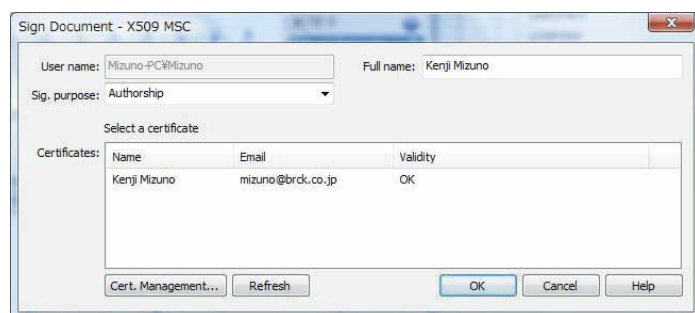 Sign Document - X509 MSC
User name: Mizuno-PC¥Mizuno Full name: Kenji Mizuno
Sig. purpose: Authorship
Select a certificate
Certificates: Name Email Validity
Kenji Mizuno mizuno@brck.co.jp OK
Cert. Management... Refresh OK Cancel Help